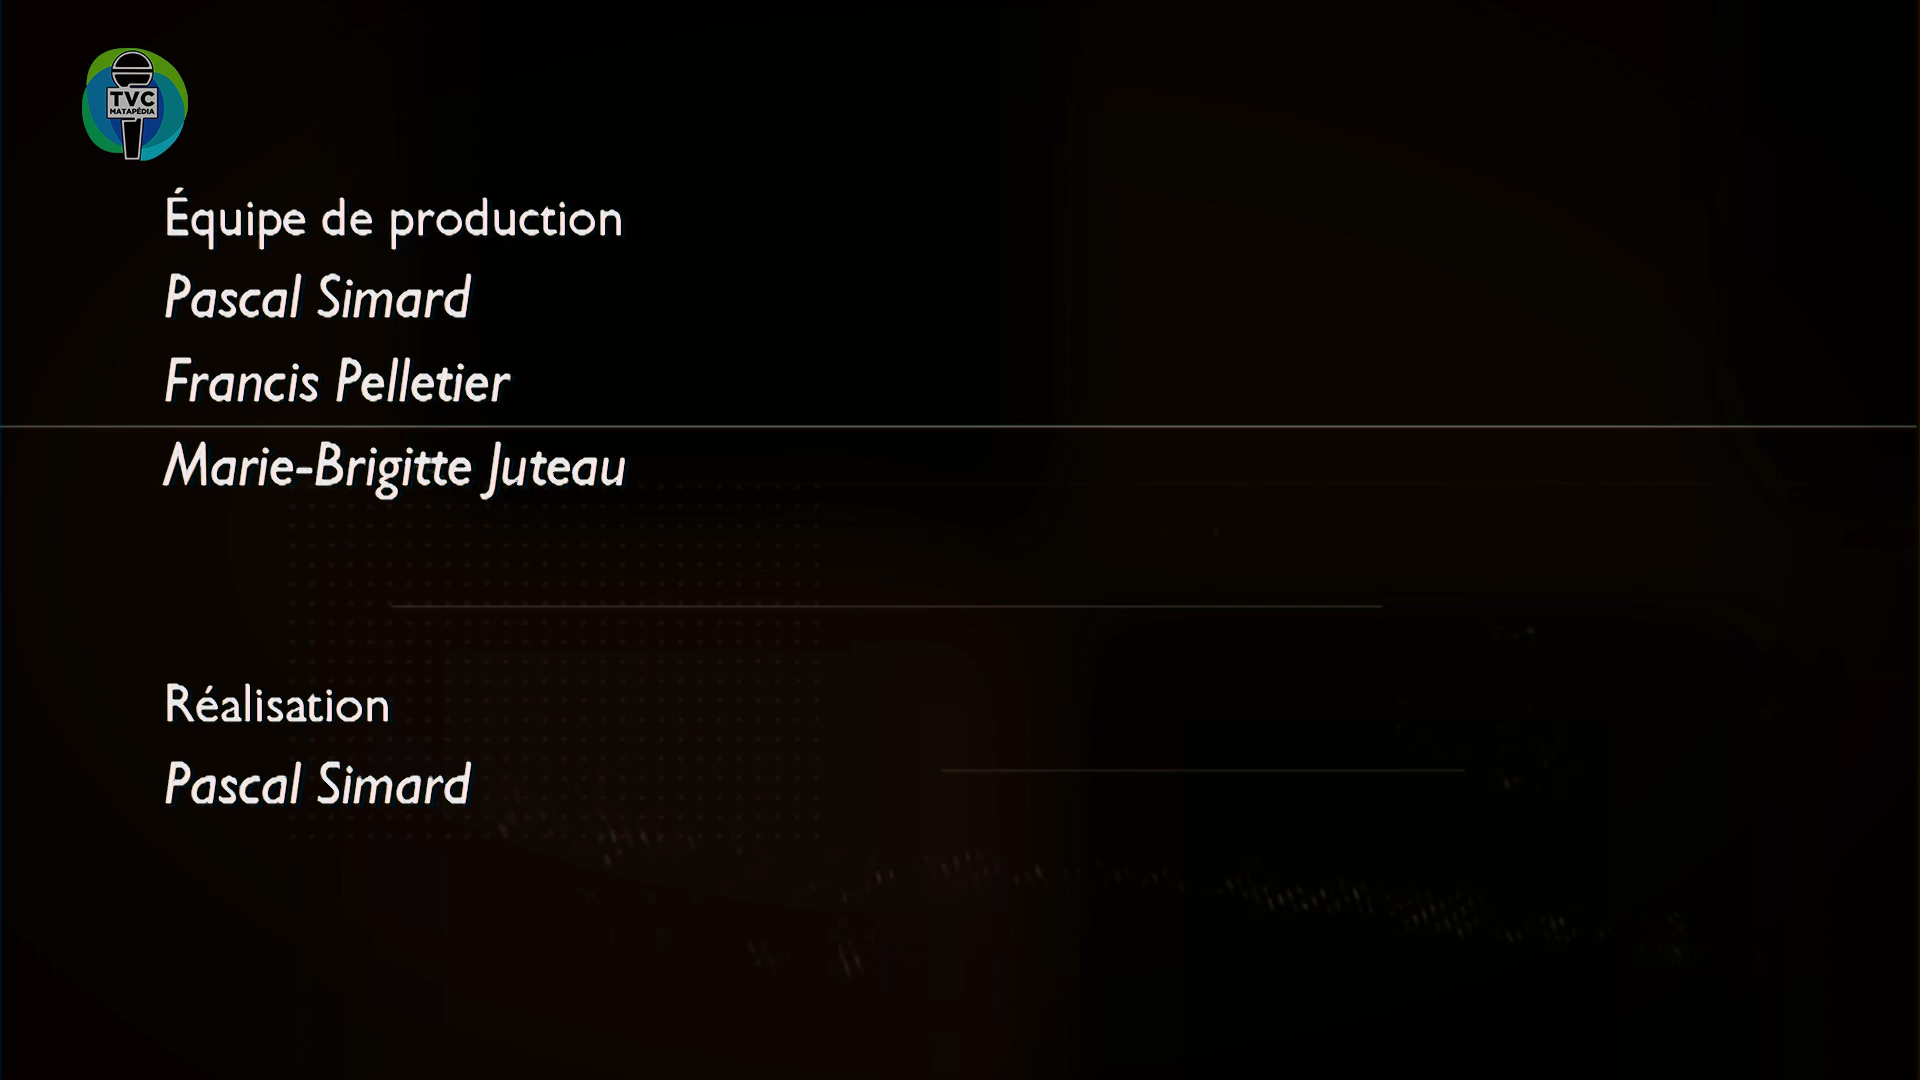 TVC
MATAPÉDIA
Équipe de production
Pascal Simard
Francis Pelletier
Marie-Brigitte Juteau
Réalisation
Pascal Simard